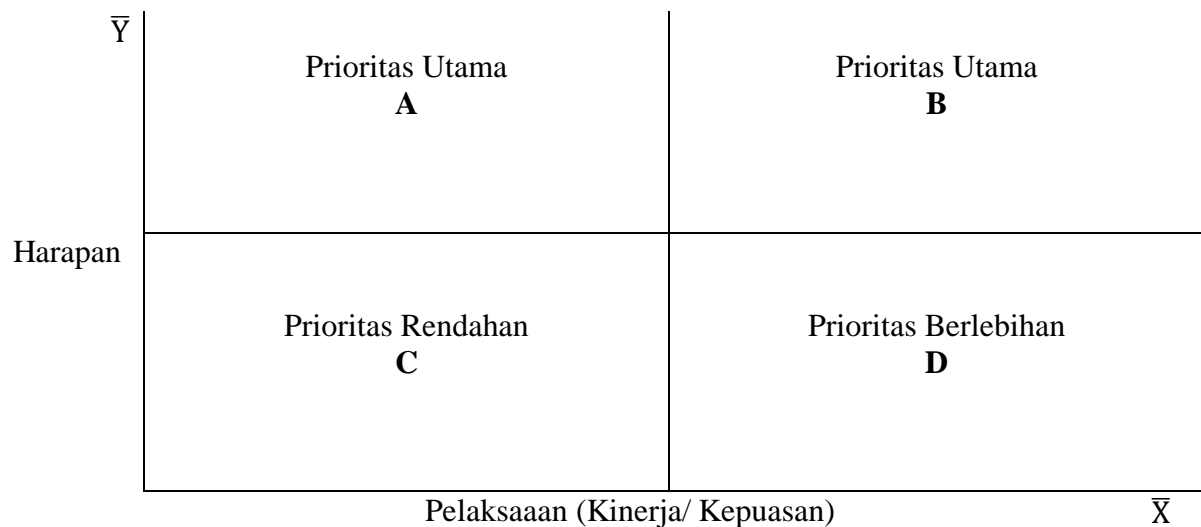 Y̅
Prioritas Utama
A
Prioritas Utama
B
Harapan
Prioritas Rendahan
C
Prioritas Berlebihan
D
Pelaksaaan (Kinerja/ Kepuasan)
X̅